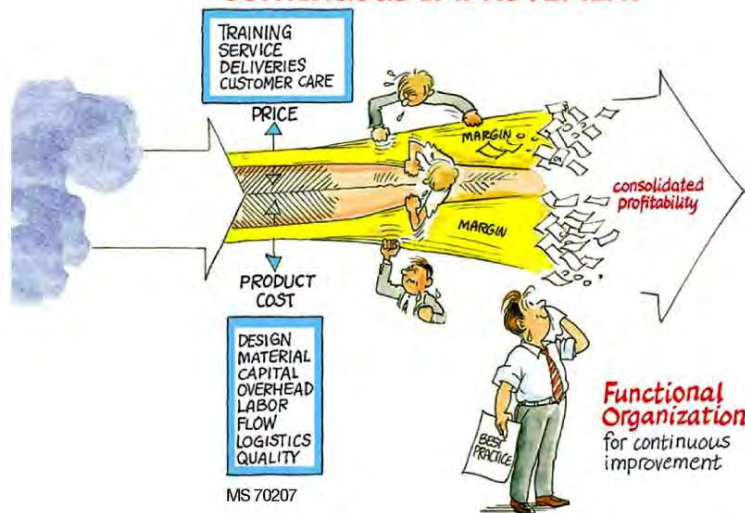 TRAINING
SERVICE
DELIVERIES
CUSTOMER CARE
PRICE
MARGIN
consolidated
profitability
MARGIN
PRODUCT
COST
DESIGN
MATERIAL
CAPITAL
OVERHEAD
LABOR
FLOW
LOGISTICS
QUALITY
BEST
PRACTICE
Functional
Organization
for continuous
improvement
MS 70207